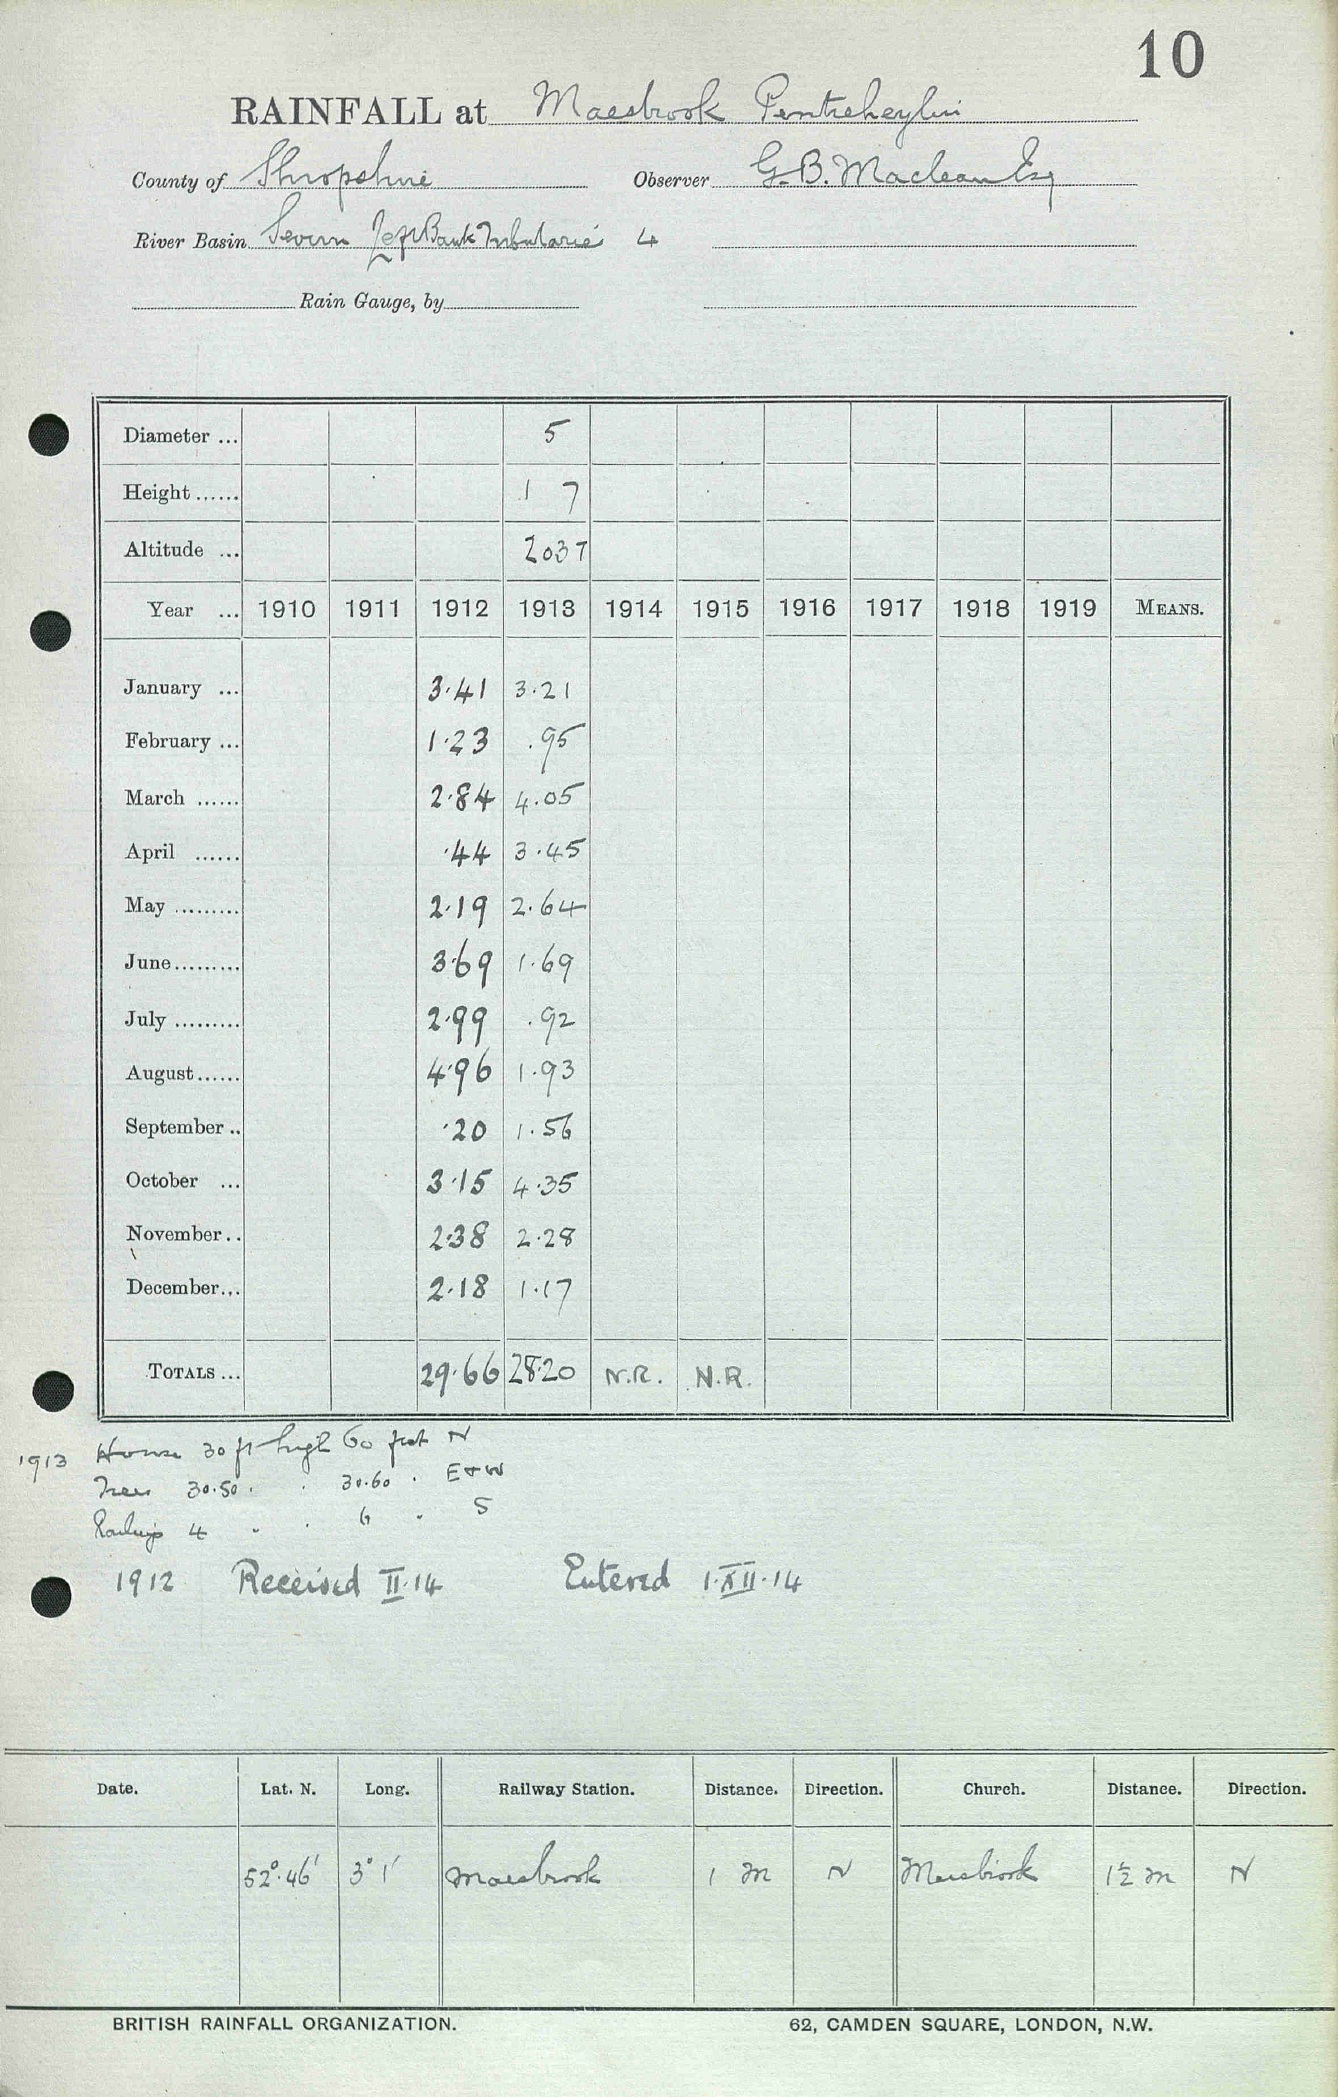 10
RAINFALL at Maesbrook Pentreheylin
County of Shropshire Observer G.B. Maclean Esq
River Basin Severn Left Bank Tributaries 4
Rain Gauge, by
Diameter ... 5
Height ...... 1 7
Altitude ... 203 T
Year ... 1910 1911 1912 1913 1914 1915 1916 1917 1918 1919 MEANS.
January ... 3.41 3.21
February ... 1.23 .95
March ...... 2.84 4.05
April ...... .44 3.45
May ......... 2.19 2.64
June ......... 3.69 1.69
July ......... 2.99 .92
August ...... 4.96 1.93
September .. .20 1.56
October ... 3.15 4.35
November .. 2.38 2.28
December ... 2.18 1.17
TOTALS ... 29.66 28.20 N.R. N.R.
1913 House 30 ft high 60 feet N
Trees 30.50 . . 30.60 . E & W
Railings 4 " . 6 " S
1912 Received II.14 Entered 1.XII.14
Date. Lat. N. Long. Railway Station. Distance. Direction. Church. Distance. Direction.
52°.46' 3° 1' Maesbrook 1 m N Maesbrook 1½ m N
BRITISH RAINFALL ORGANIZATION. 62, CAMDEN SQUARE, LONDON, N.W.